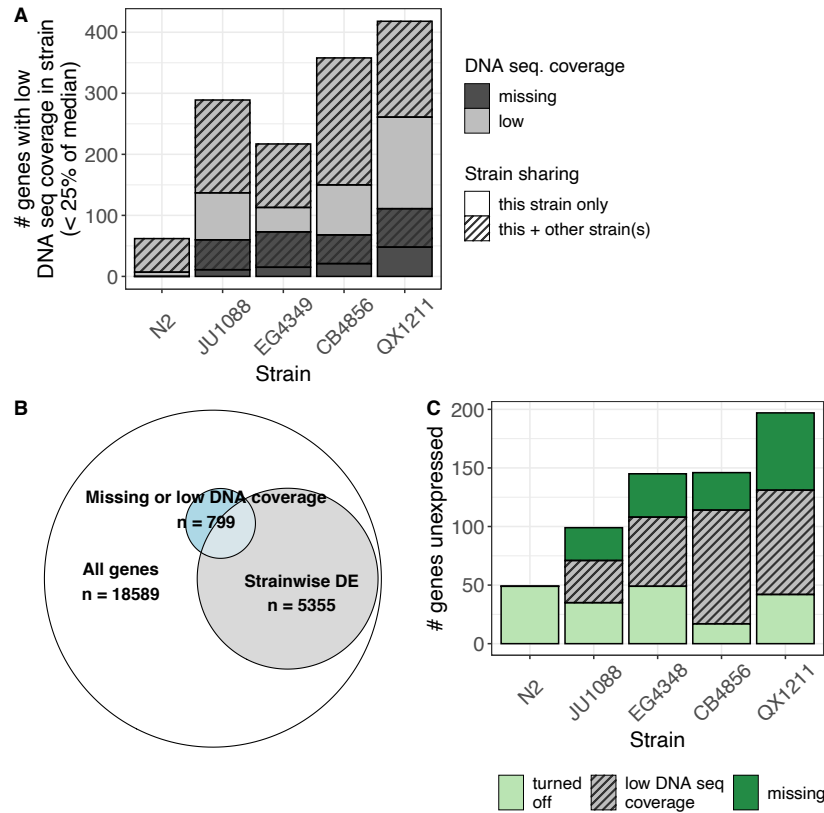 A
# genes with low
DNA seq coverage in strain
(< 25% of median)
400
300
200
100
0
N2
JU1088
EG4349
CB4856
QX1211
Strain
DNA seq. coverage
missing
low
Strain sharing
this strain only
this + other strain(s)
B
Missing or low DNA coverage
n = 799
All genes
n = 18589
Strainwise DE
n = 5355
C
# genes unexpressed
200
150
100
50
0
N2
JU1088
EG4348
CB4856
QX1211
Strain
turned
off
low DNA seq
coverage
missing